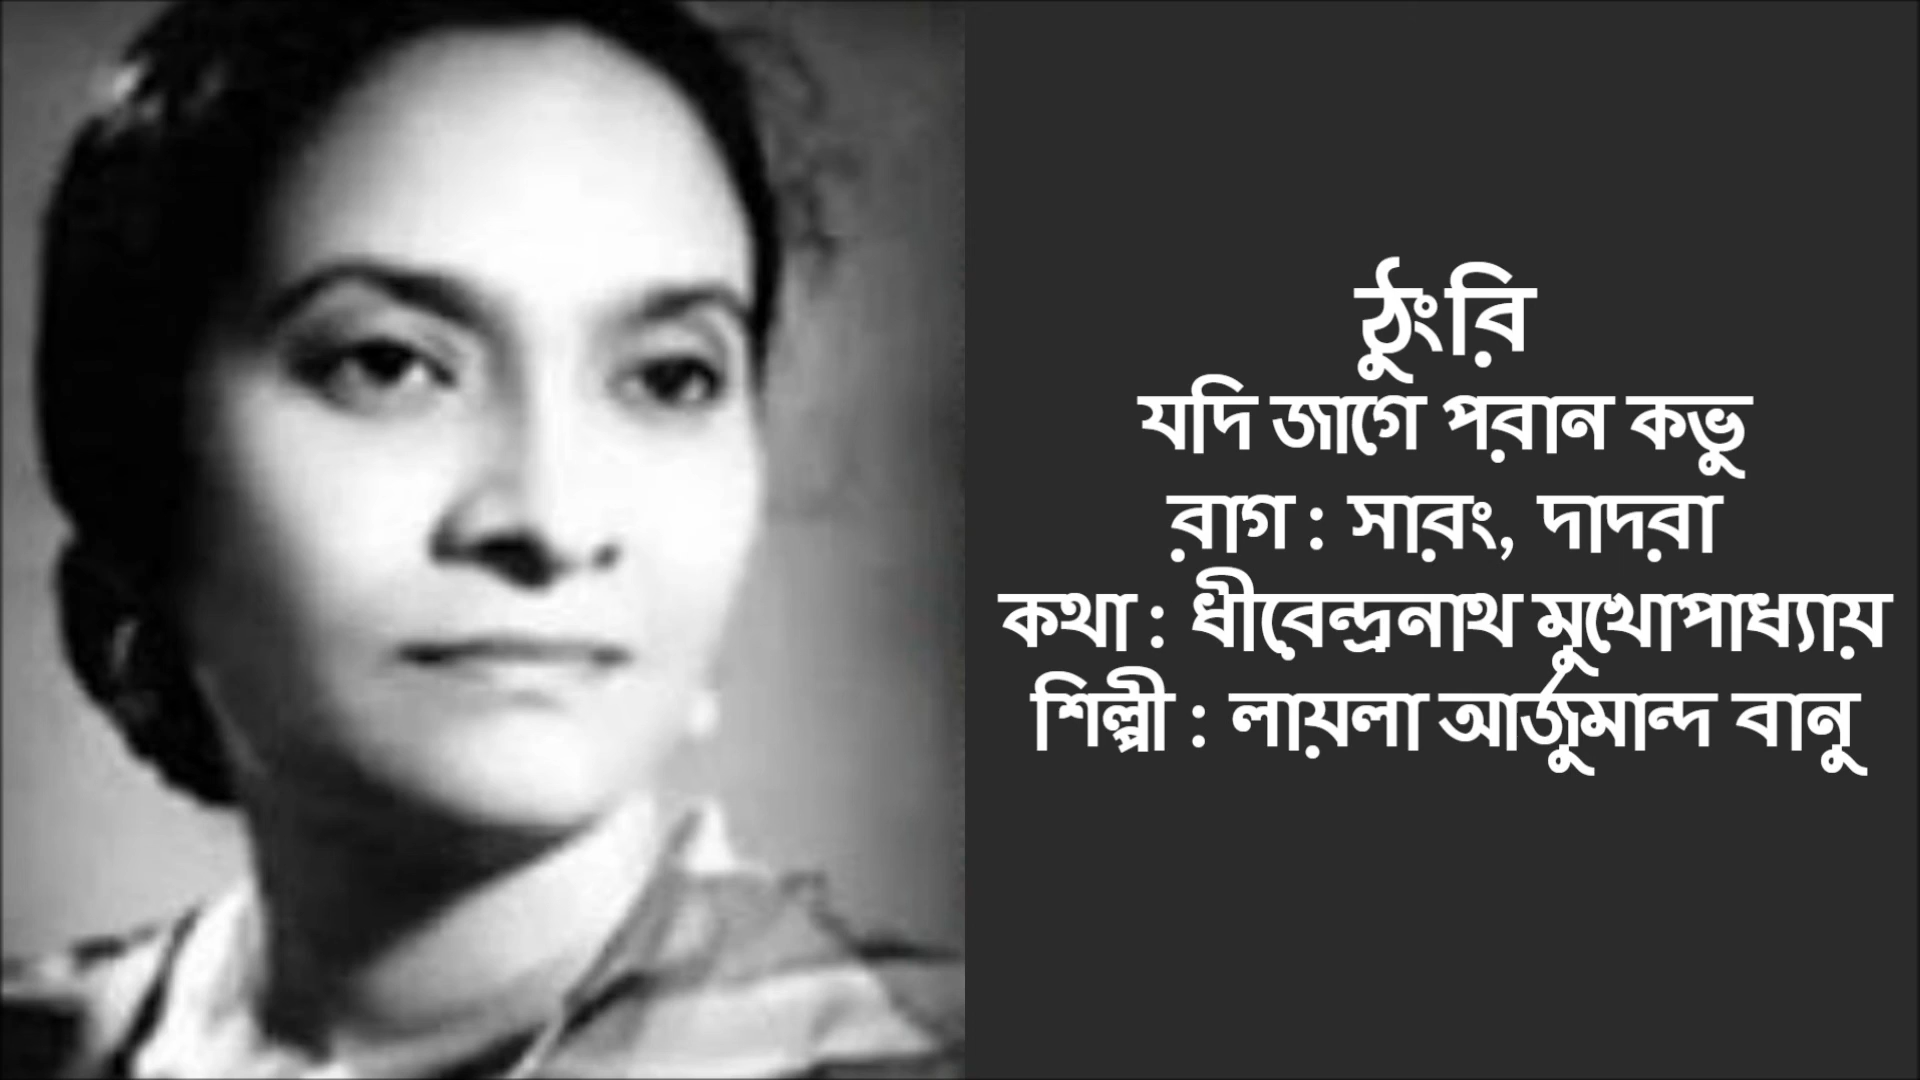 ঠুংরি
যদি জাগে পরান কভু
রাগ : সারং, দাদরা
কথা : ধীরেন্দ্রনাথ মুখোপাধ্যায়
শিল্পী : লায়লা আর্জুমান্দ বানু